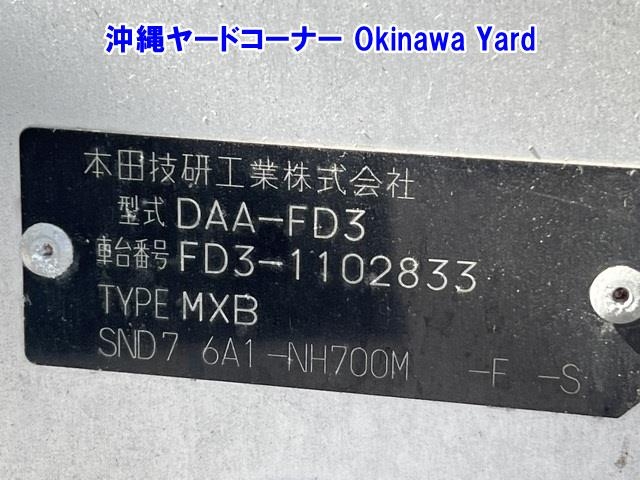 沖縄ヤードコーナー Okinawa Yard
本田技研工業株式会社
型式 DAA-FD3
車台番号 FD3-1102833
TYPE MXB
SND7 6A1-NH700M -F -S